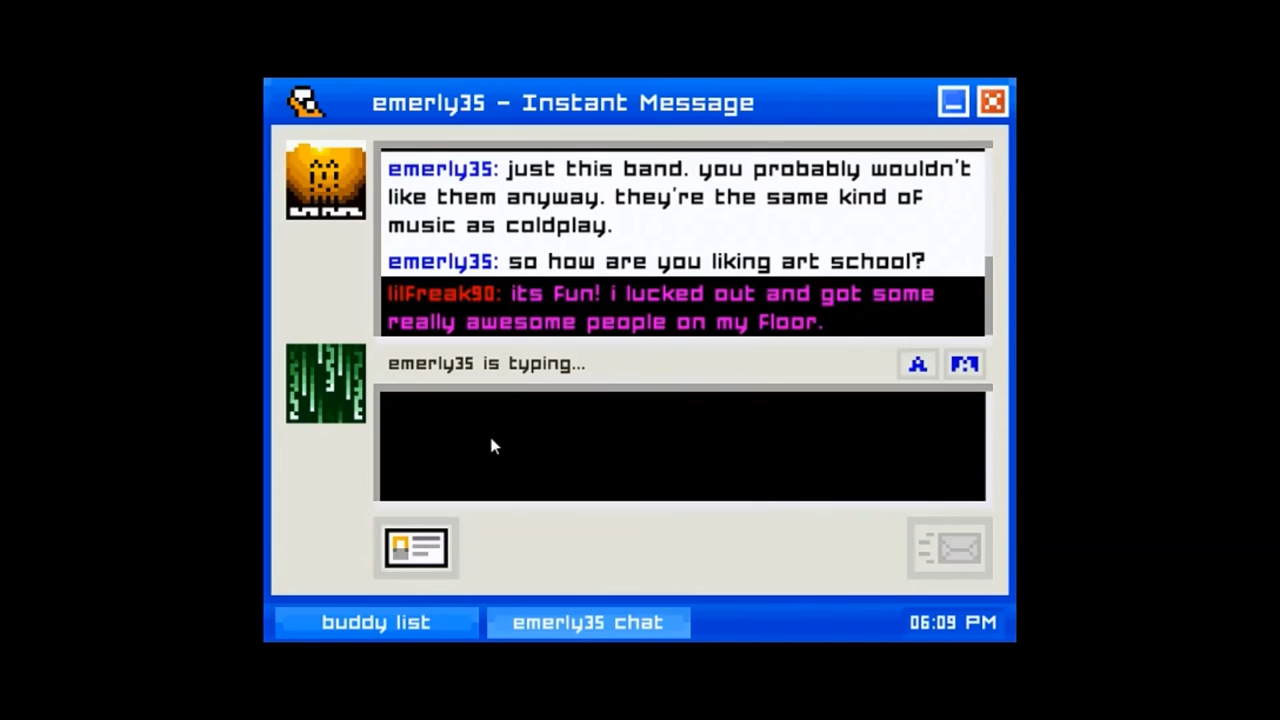 emerly35 - Instant Message
emerly35: just this band. you probably wouldn't
like them anyway. they're the same kind of
music as coldplay.
emerly35: so how are you liking art school?
lilfreak90: its fun! i lucked out and got some
really awesome people on my floor.
emerly35 is typing...
A
buddy list
emerly35 chat
06:09 PM